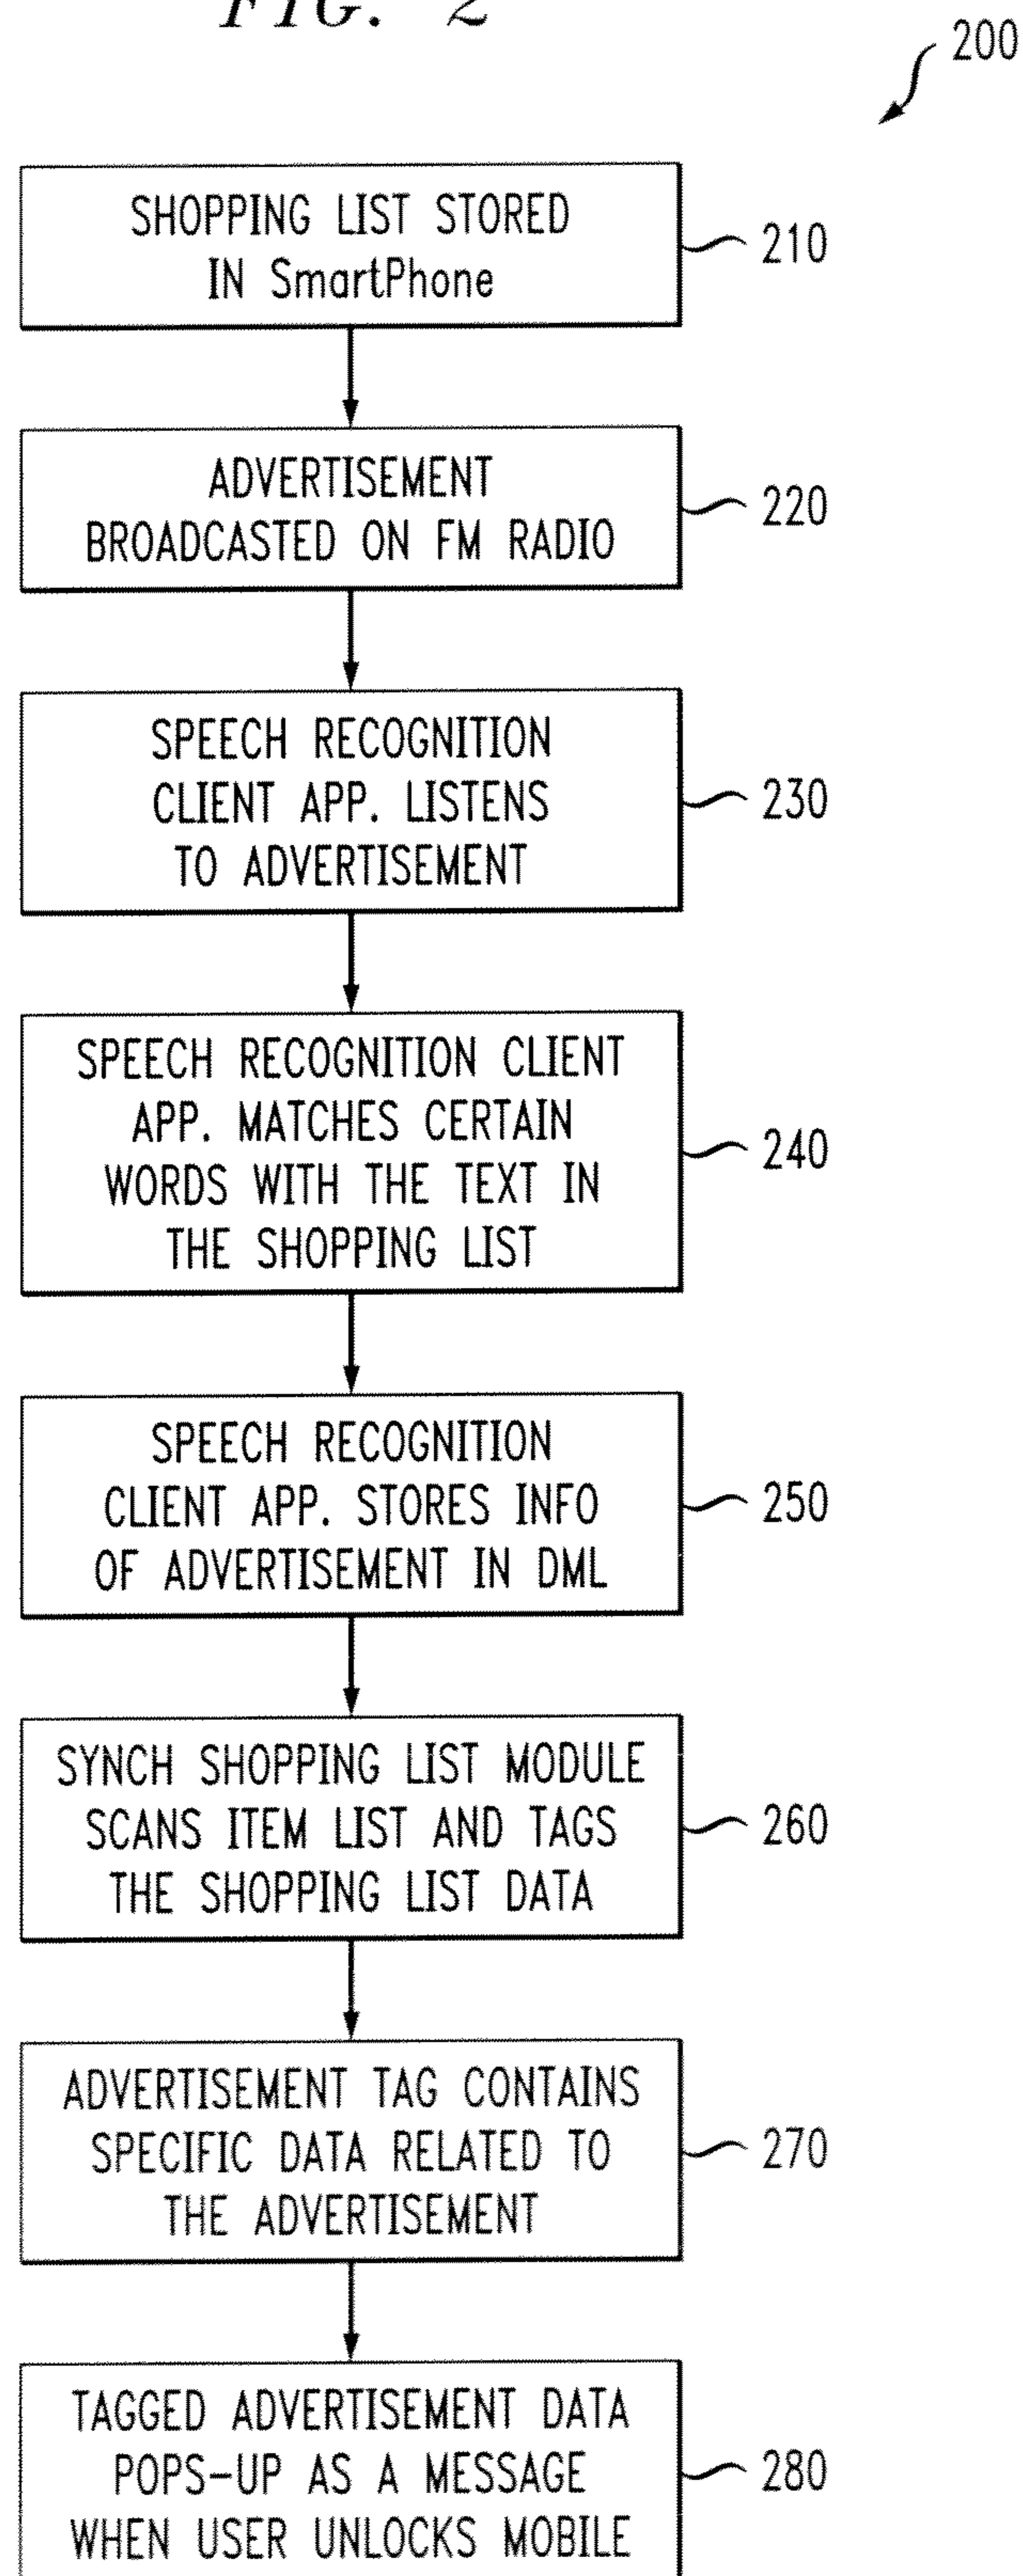 FIG. 2
200
SHOPPING LIST STORED
IN SmartPhone
210
ADVERTISEMENT
BROADCASTED ON FM RADIO
220
SPEECH RECOGNITION
CLIENT APP. LISTENS
TO ADVERTISEMENT
230
SPEECH RECOGNITION CLIENT
APP. MATCHES CERTAIN
WORDS WITH THE TEXT IN
THE SHOPPING LIST
240
SPEECH RECOGNITION
CLIENT APP. STORES INFO
OF ADVERTISEMENT IN DML
250
SYNCH SHOPPING LIST MODULE
SCANS ITEM LIST AND TAGS
THE SHOPPING LIST DATA
260
ADVERTISEMENT TAG CONTAINS
SPECIFIC DATA RELATED TO
THE ADVERTISEMENT
270
TAGGED ADVERTISEMENT DATA
POPS-UP AS A MESSAGE
WHEN USER UNLOCKS MOBILE
280